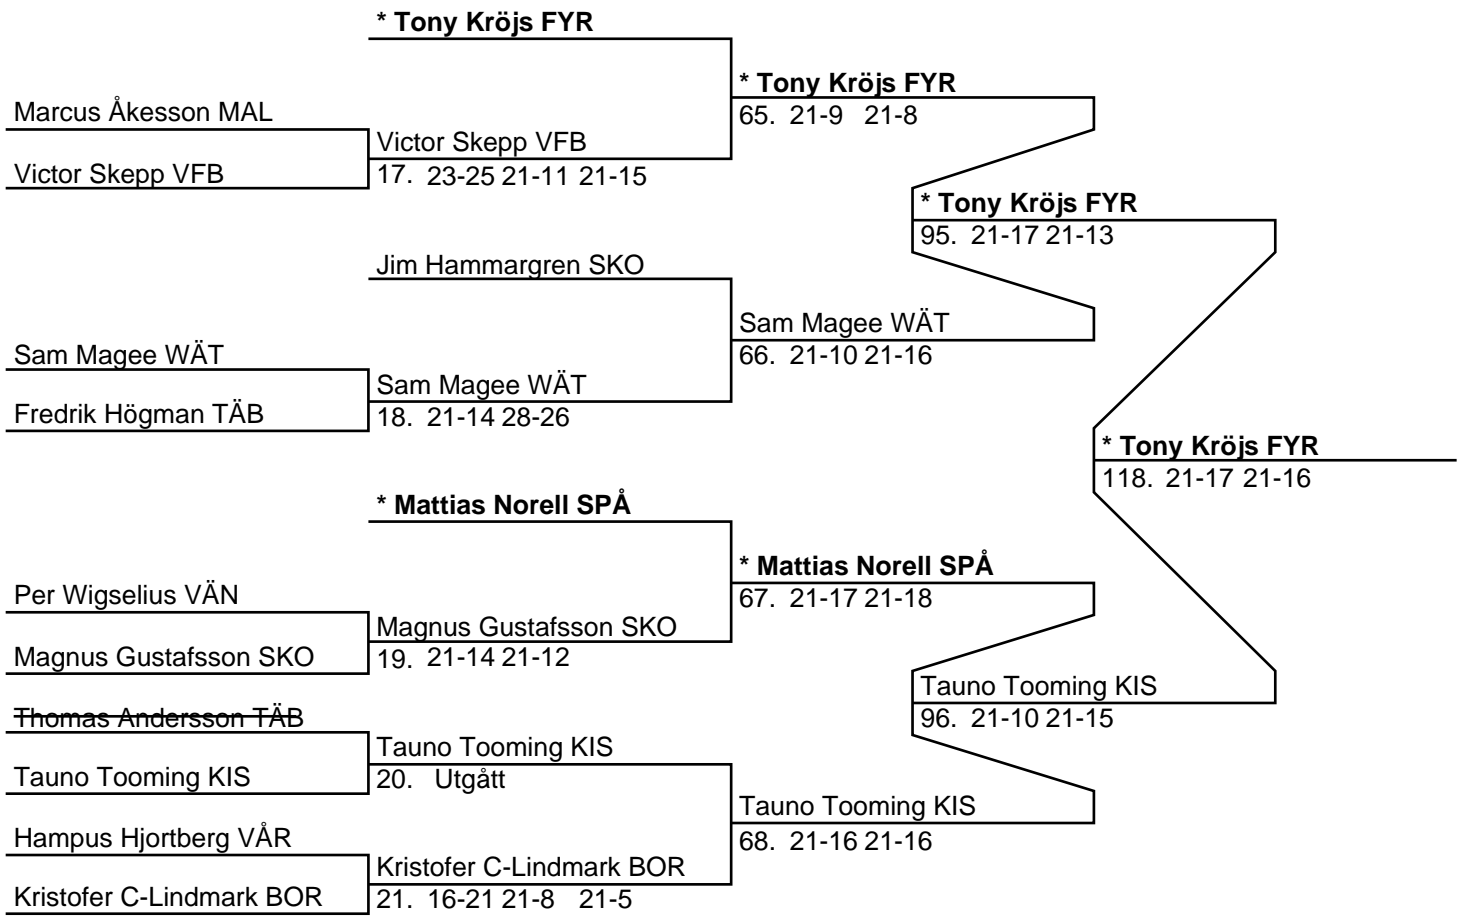 * Tony Kröjs FYR
* Tony Kröjs FYR
65. 21-9 21-8
Marcus Åkesson MAL
Victor Skepp VFB
Victor Skepp VFB
17. 23-25 21-11 21-15
* Tony Kröjs FYR
95. 21-17 21-13
Jim Hammargren SKO
Sam Magee WÄT
66. 21-10 21-16
Sam Magee WÄT
Sam Magee WÄT
Fredrik Högman TÄB
18. 21-14 28-26
* Tony Kröjs FYR
118. 21-17 21-16
* Mattias Norell SPÅ
* Mattias Norell SPÅ
67. 21-17 21-18
Per Wigselius VÄN
Magnus Gustafsson SKO
Magnus Gustafsson SKO
19. 21-14 21-12
Tauno Tooming KIS
96. 21-10 21-15
Thomas Andersson TÄB
Tauno Tooming KIS
Tauno Tooming KIS
20. Utgått
Tauno Tooming KIS
68. 21-16 21-16
Hampus Hjortberg VÅR
Kristofer C-Lindmark BOR
Kristofer C-Lindmark BOR
21. 16-21 21-8 21-5